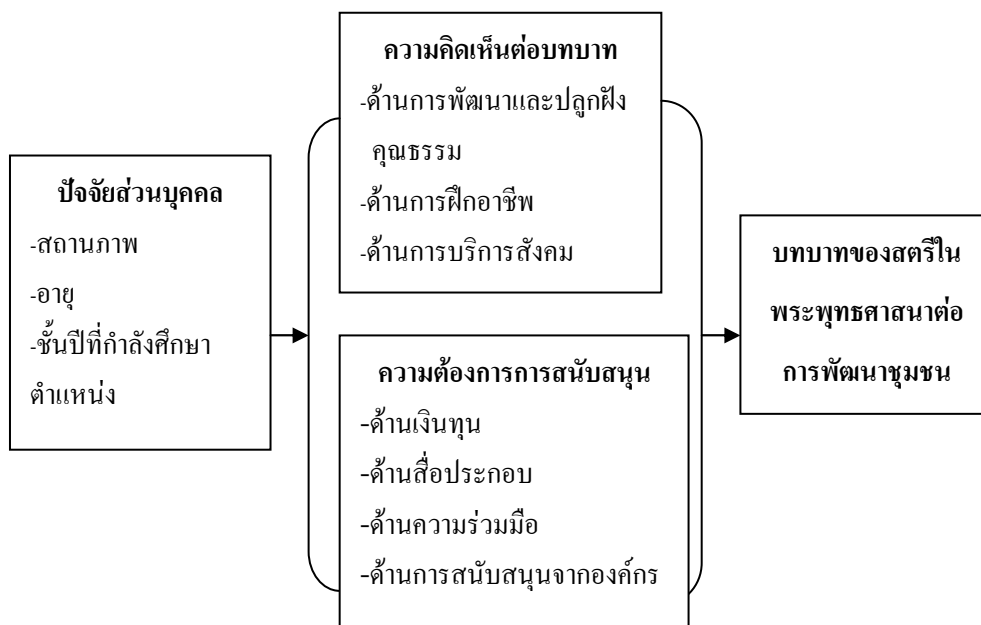 ปัจจัยส่วนบุคคล
-สถานภาพ
-อายุ
-ชั้นปีที่กำลังศึกษา
ตำแหน่ง
ความคิดเห็นต่อบทบาท
-ด้านการพัฒนาและปลูกฝัง
คุณธรรม
-ด้านการฝึกอาชีพ
-ด้านการบริการสังคม
ความต้องการการสนับสนุน
-ด้านเงินทุน
-ด้านสื่อประกอบ
-ด้านความร่วมมือ
-ด้านการสนับสนุนจากองค์กร
บทบาทของสตรีใน
พระพุทธศาสนาต่อ
การพัฒนาชุมชน